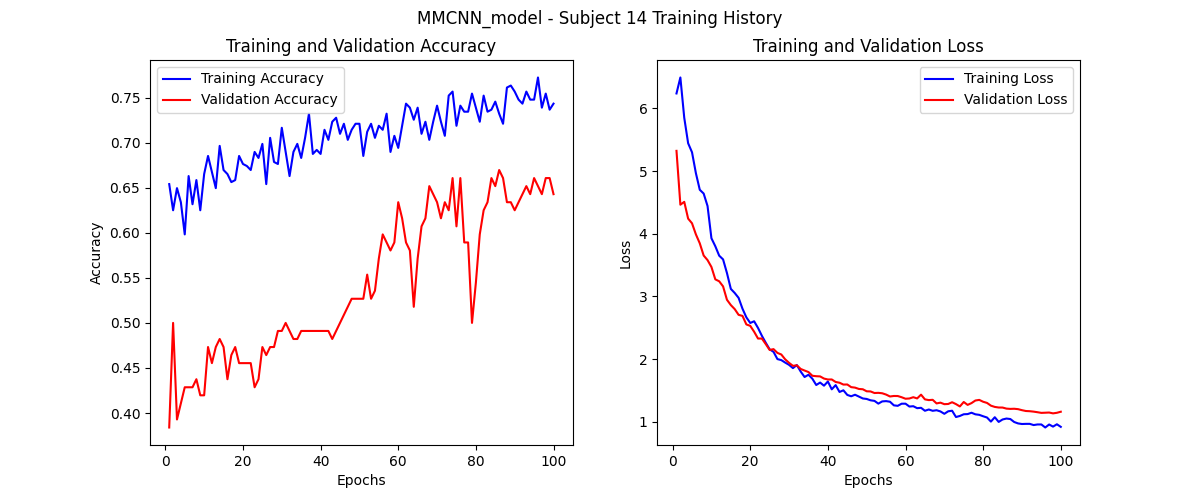 MMCNN_model - Subject 14 Training History
Training and Validation Accuracy
Training Accuracy
Validation Accuracy
0.75
0.70
0.65
0.60
0.55
0.50
0.45
0.40
Accuracy
0 20 40 60 80 100
Epochs
Training and Validation Loss
Training Loss
Validation Loss
6
5
4
3
2
1
Loss
0 20 40 60 80 100
Epochs